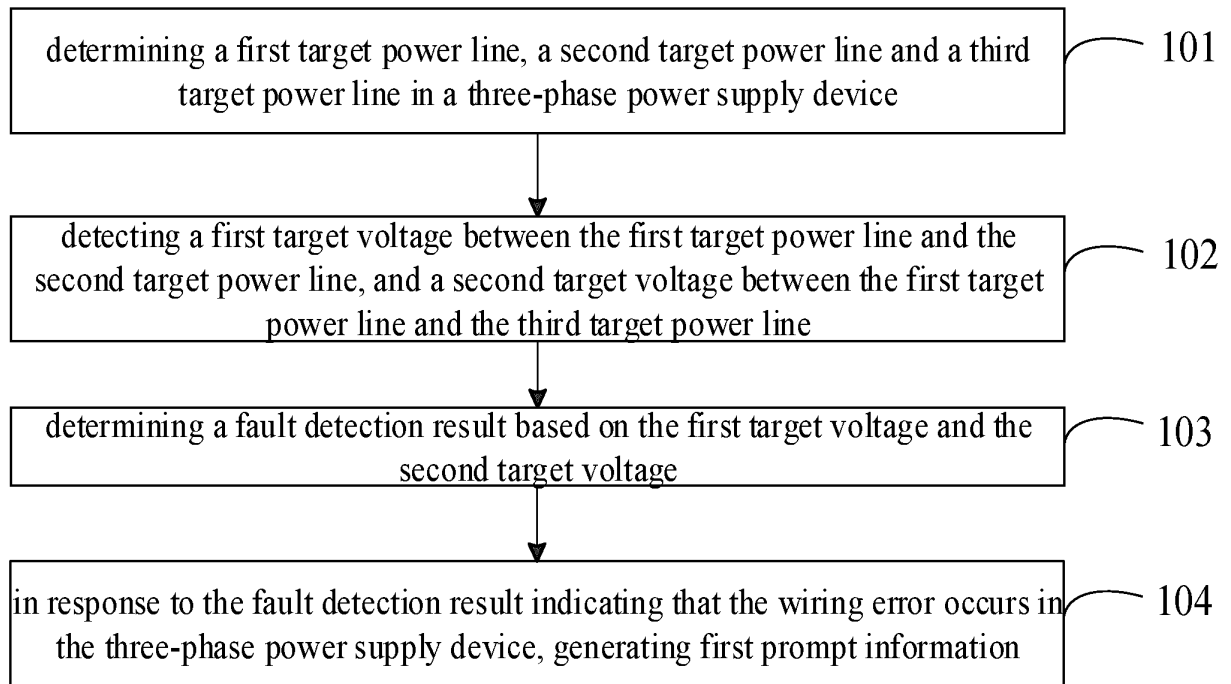 determining a first target power line, a second target power line and a third
target power line in a three-phase power supply device
101
detecting a first target voltage between the first target power line and the
second target power line, and a second target voltage between the first target
power line and the third target power line
102
determining a fault detection result based on the first target voltage and the
second target voltage
103
in response to the fault detection result indicating that the wiring error occurs in
the three-phase power supply device, generating first prompt information
104